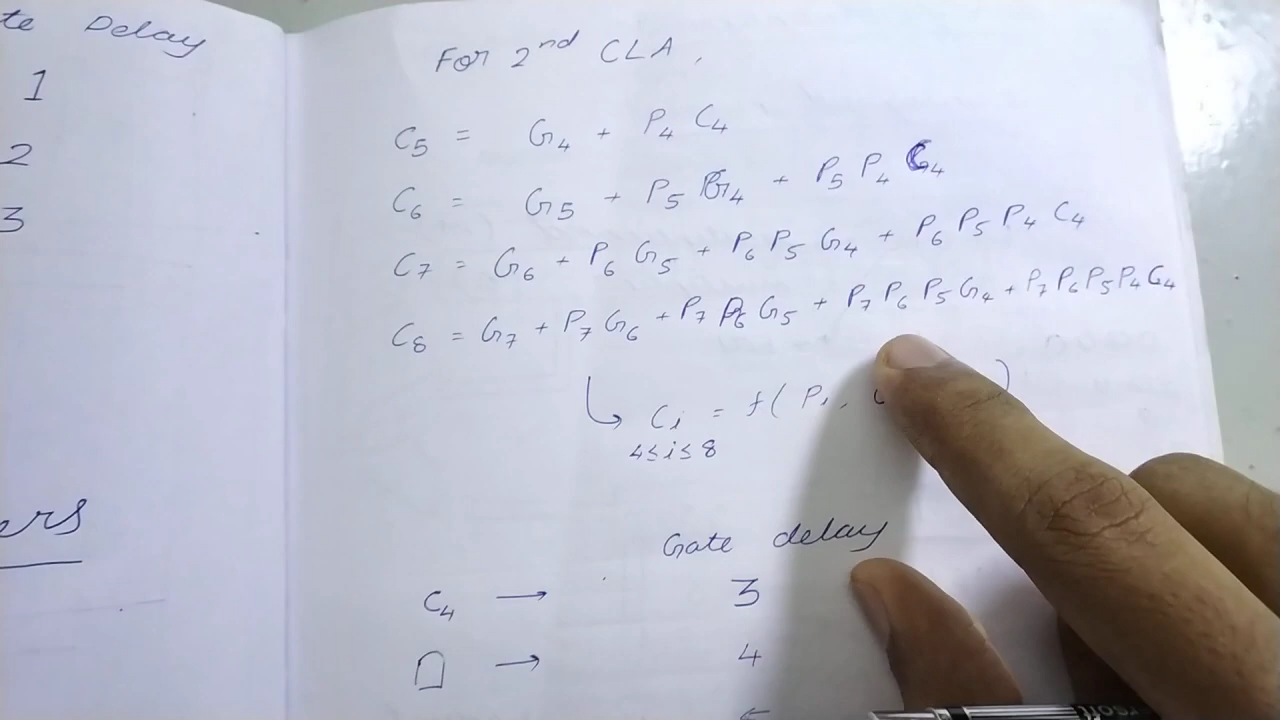 te Delay
1
2
3
ers
For 2nd CLA,
C5 = G4 + P4 C4
C6 = G5 + P5 G4 + P5 P4 C4
C7 = G6 + P6 G5 + P6 P5 G4 + P6 P5 P4 C4
C8 = G7 + P7 G6 + P7 P6 G5 + P7 P6 P5 G4 + P7 P6 P5 P4 C4
↳ Ci = f( Pi, )
4≤i≤8
Gate delay
C4 → 3
→ 4